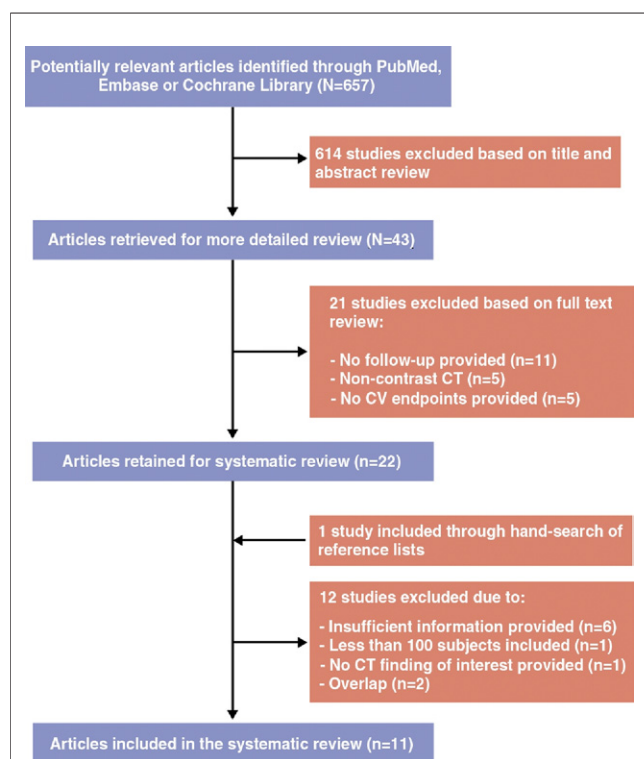 Potentially relevant articles identified through PubMed,
Embase or Cochrane Library (N=657)
614 studies excluded based on title and
abstract review
Articles retrieved for more detailed review (N=43)
21 studies excluded based on full text
review:
- No follow-up provided (n=11)
- Non-contrast CT (n=5)
- No CV endpoints provided (n=5)
Articles retained for systematic review (n=22)
1 study included through hand-search of
reference lists
12 studies excluded due to:
- Insufficient information provided (n=6)
- Less than 100 subjects included (n=1)
- No CT finding of interest provided (n=1)
- Overlap (n=2)
Articles included in the systematic review (n=11)